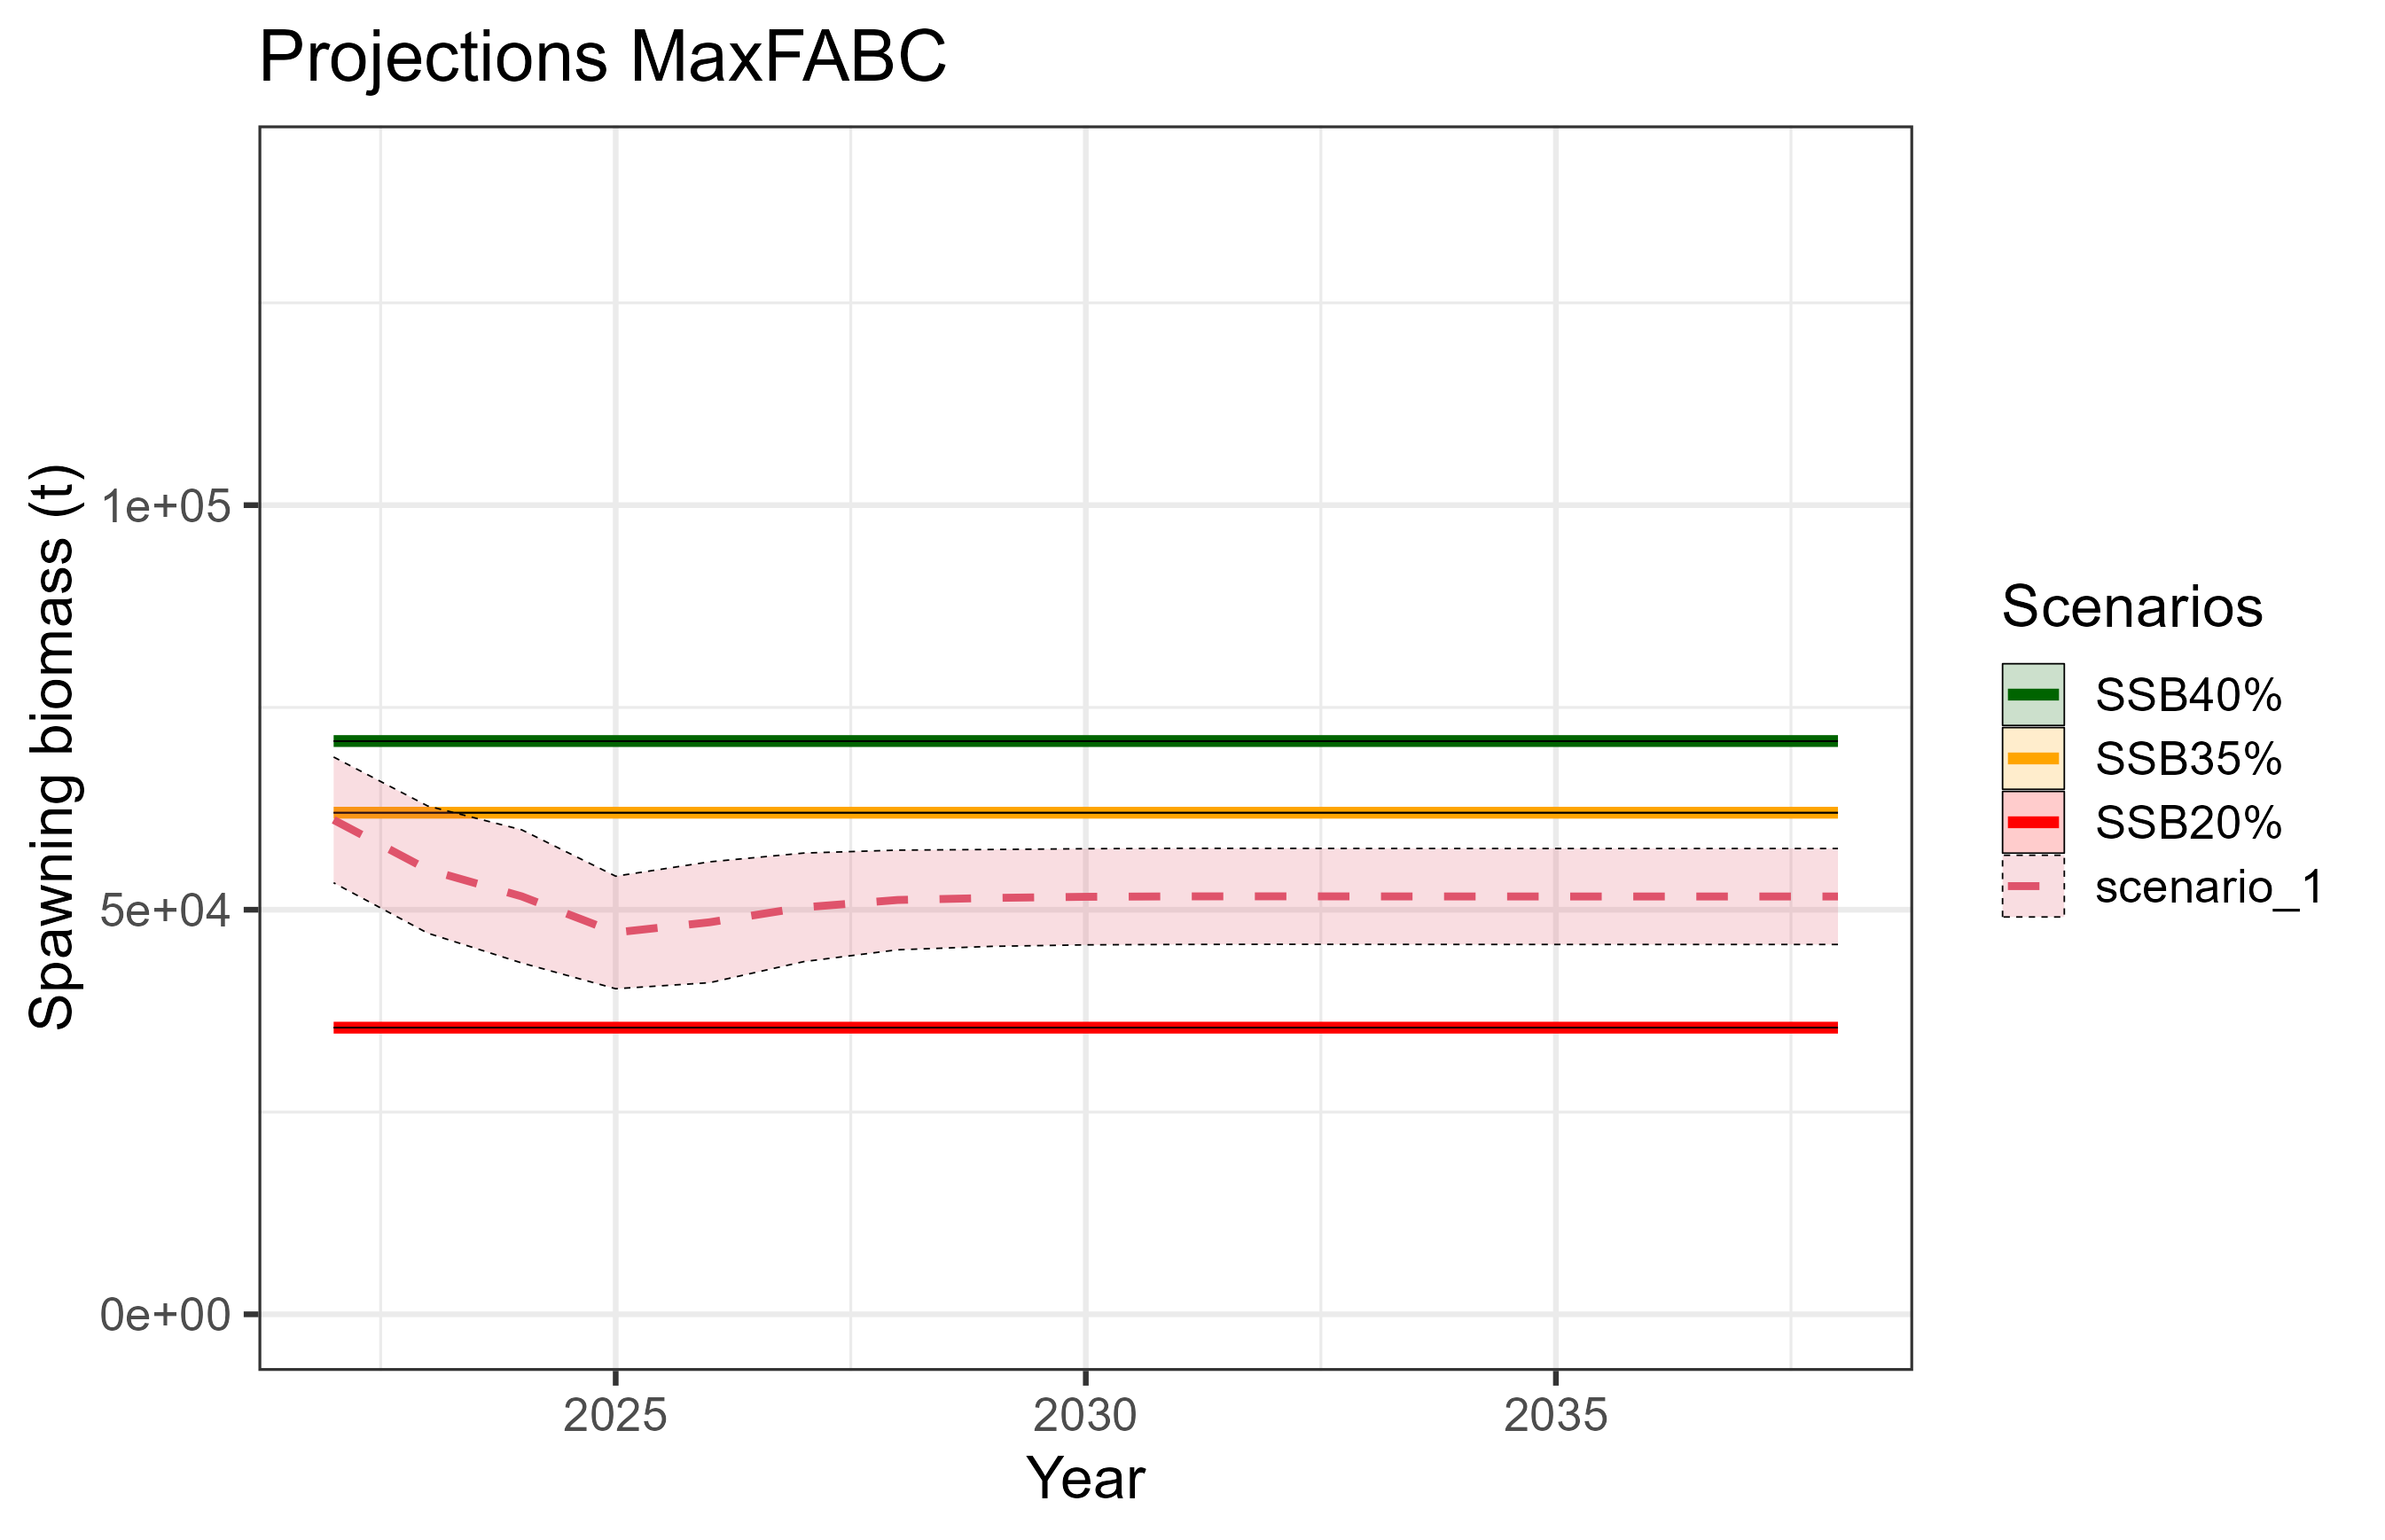 Projections MaxFABC
Spawning biomass (t)
1e+05
5e+04
0e+00
2025
2030
2035
Year
Scenarios
SSB40%
SSB35%
SSB20%
scenario_1